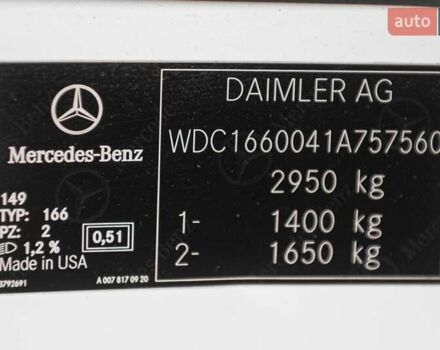 auto
DAIMLER AG
Mercedes-Benz
WDC1660041A757560
2950 kg
1- 1400 kg
2- 1650 kg
149
TYP: 166
PZ: 2
1,2 %
0,51
Made in USA
3792691
A 007 817 09 20